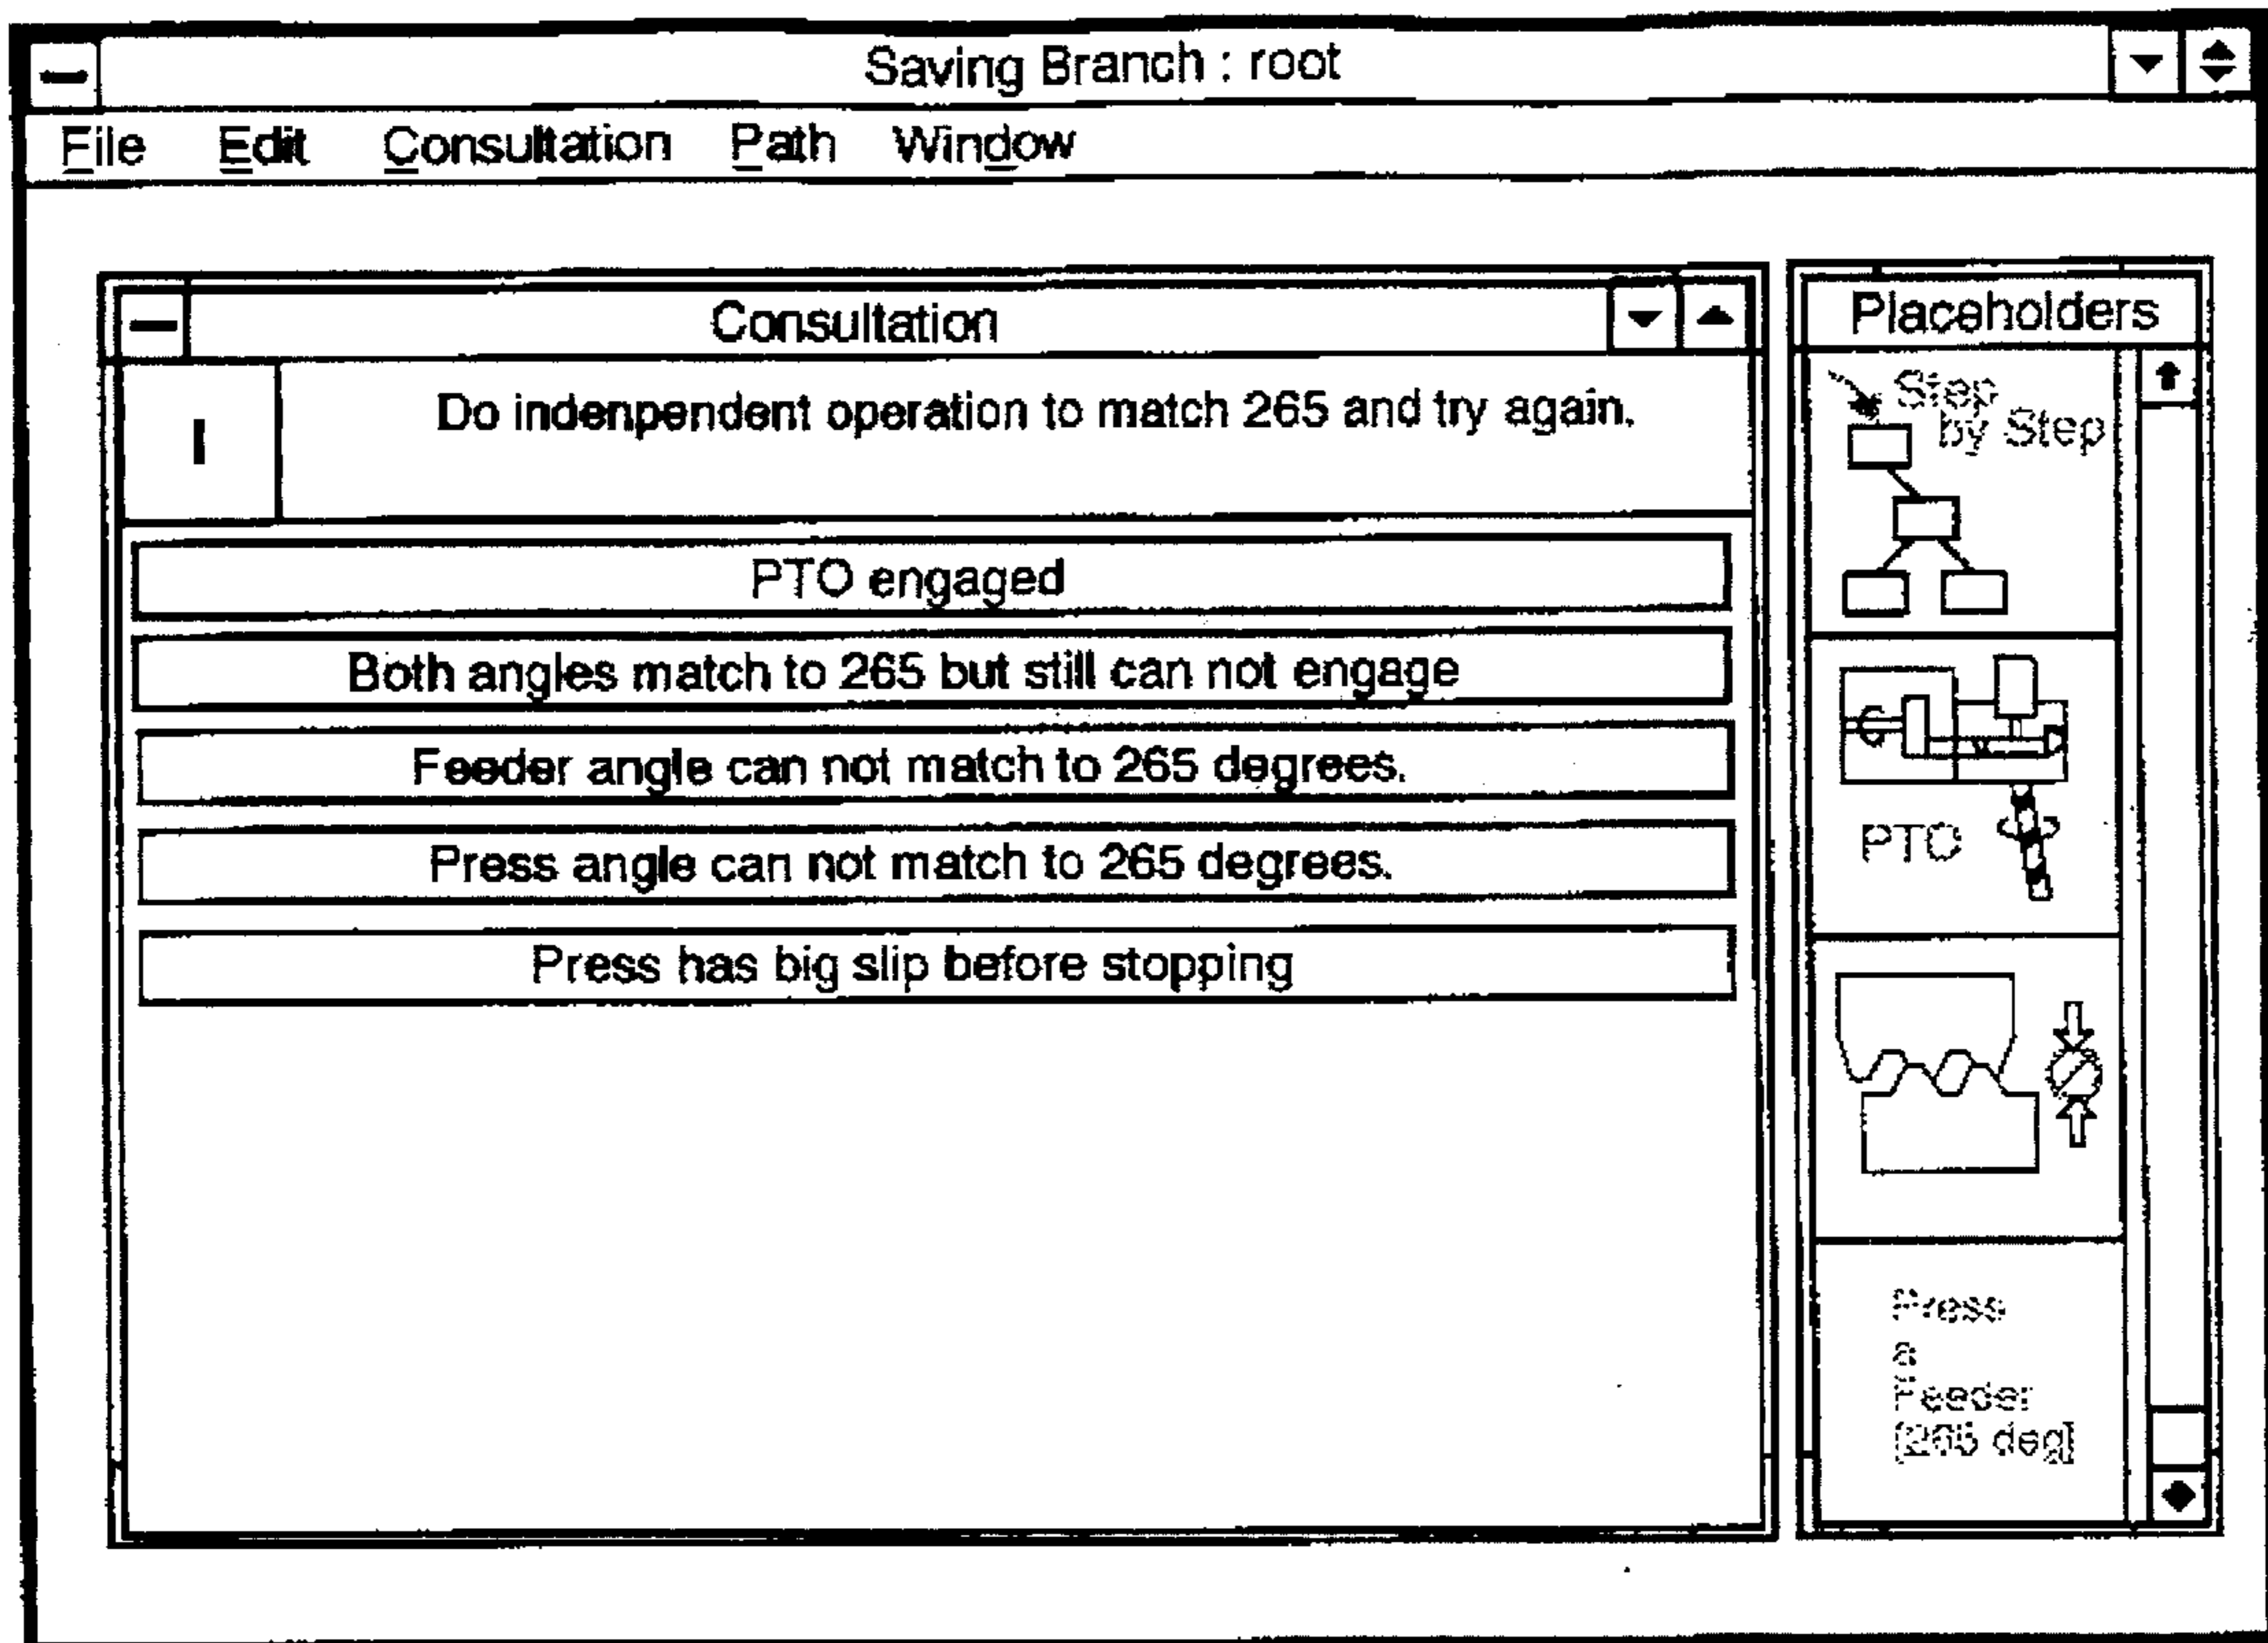 Saving Branch : root
File Edit Consultation Path Window
Consultation
Do indenpendent operation to match 265 and try again.
I
PTO engaged
Both angles match to 265 but still can not engage
Feeder angle can not match to 265 degrees.
Press angle can not match to 265 degrees.
Press has big slip before stopping
Placeholders
Step
by Step
PTO
Press
a
Feeder
[265 deg]